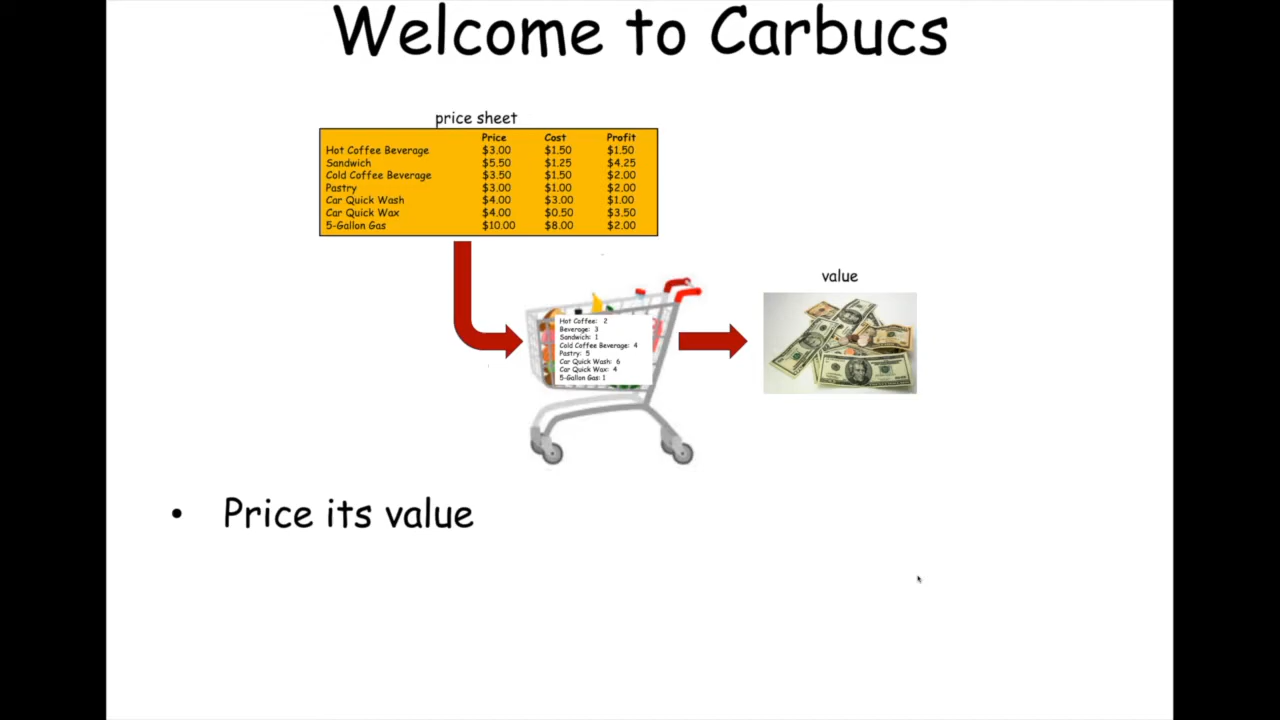 Welcome to Carbucs
price sheet
Price Cost Profit
Hot Coffee Beverage $3.00 $1.50 $1.50
Sandwich $5.50 $1.25 $4.25
Cold Coffee Beverage $3.50 $1.50 $2.00
Pastry $3.00 $1.00 $2.00
Car Quick Wash $4.00 $3.00 $1.00
Car Quick Wax $4.00 $0.50 $3.50
5-Gallon Gas $10.00 $8.00 $2.00
value
Hot Coffee: 2
Beverage: 3
Sandwich: 1
Cold Coffee Beverage: 4
Pastry: 5
Car Quick Wash: 6
Car Quick Wax: 4
5-Gallon Gas: 1
• Price its value